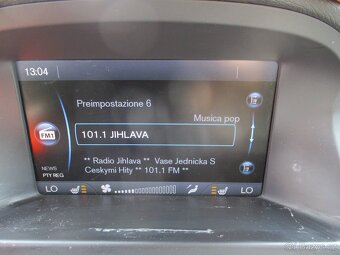 13:04
Preimpostazione 6
Musica pop
FM1
101.1 JIHLAVA
** Radio Jihlava ** Vase Jednicka S
Ceskymi Hity ** 101.1 FM **
NEWS
PTY REG
LO
LO